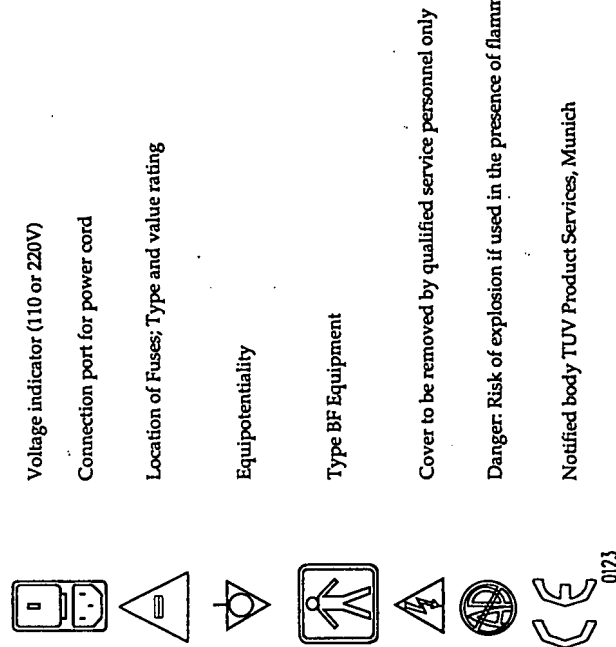 Voltage indicator (110 or 220V)
Connection port for power cord
Location of Fuses; Type and value rating
Equipotentiality
Type BF Equipment
Cover to be removed by qualified service personnel only
Danger: Risk of explosion if used in the presence of
Notified body TUV Product Services, Munich
CE
0123